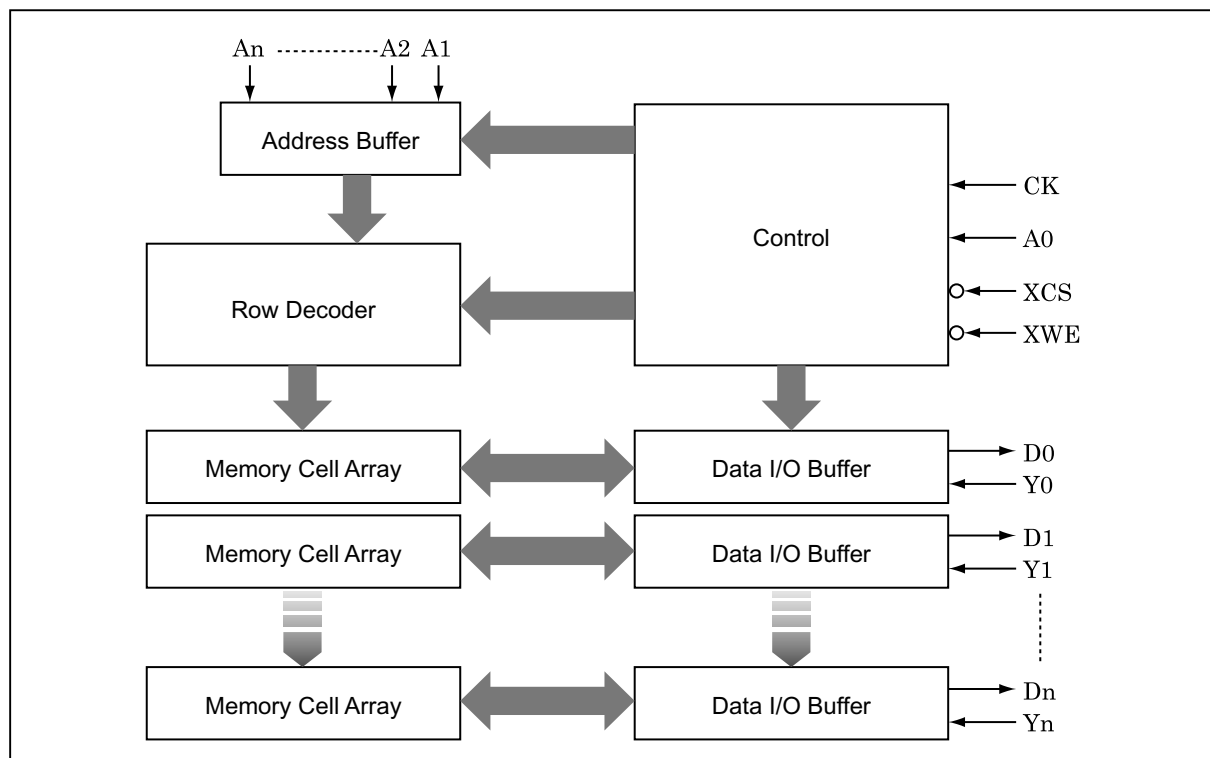 An A2 A1
Address Buffer
Control
CK
A0
XCS
XWE
Row Decoder
Memory Cell Array
Data I/O Buffer
D0
Y0
Memory Cell Array
Data I/O Buffer
D1
Y1
Memory Cell Array
Data I/O Buffer
Dn
Yn